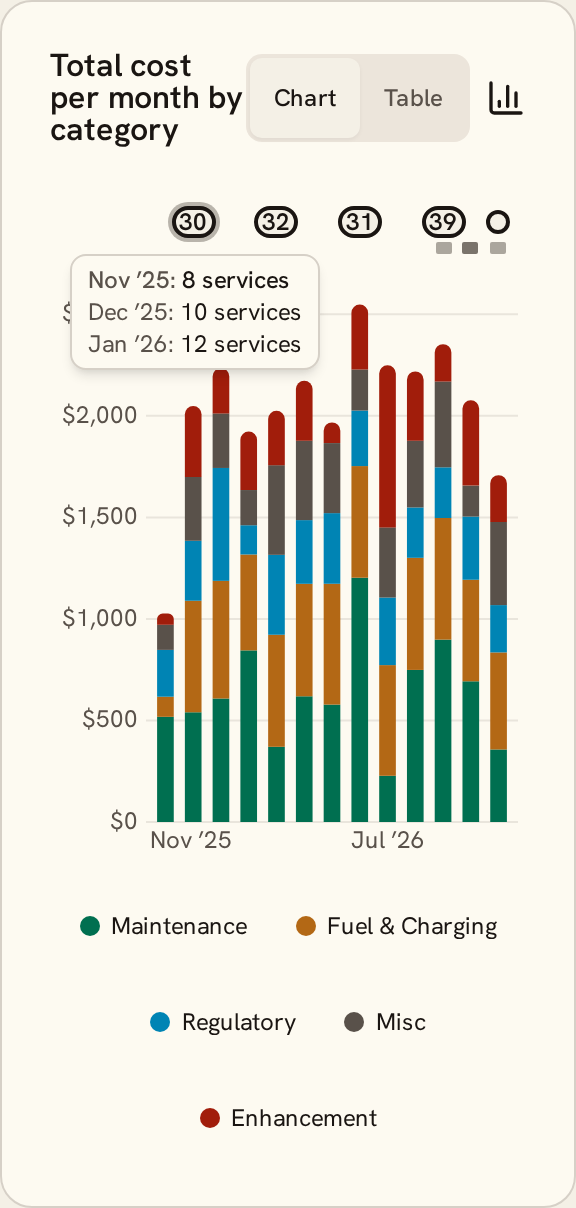 Total cost
per month by
category
Chart
Table
30
32
31
39
Nov ’25: 8 services
Dec ’25: 10 services
Jan ’26: 12 services
$2,000
$1,500
$1,000
$500
$0
Nov ’25
Jul ’26
Maintenance
Fuel & Charging
Regulatory
Misc
Enhancement